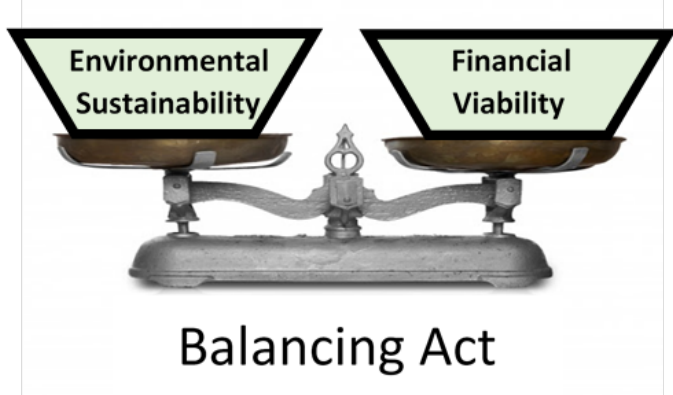 Environmental
Sustainability
Financial
Viability
Balancing Act